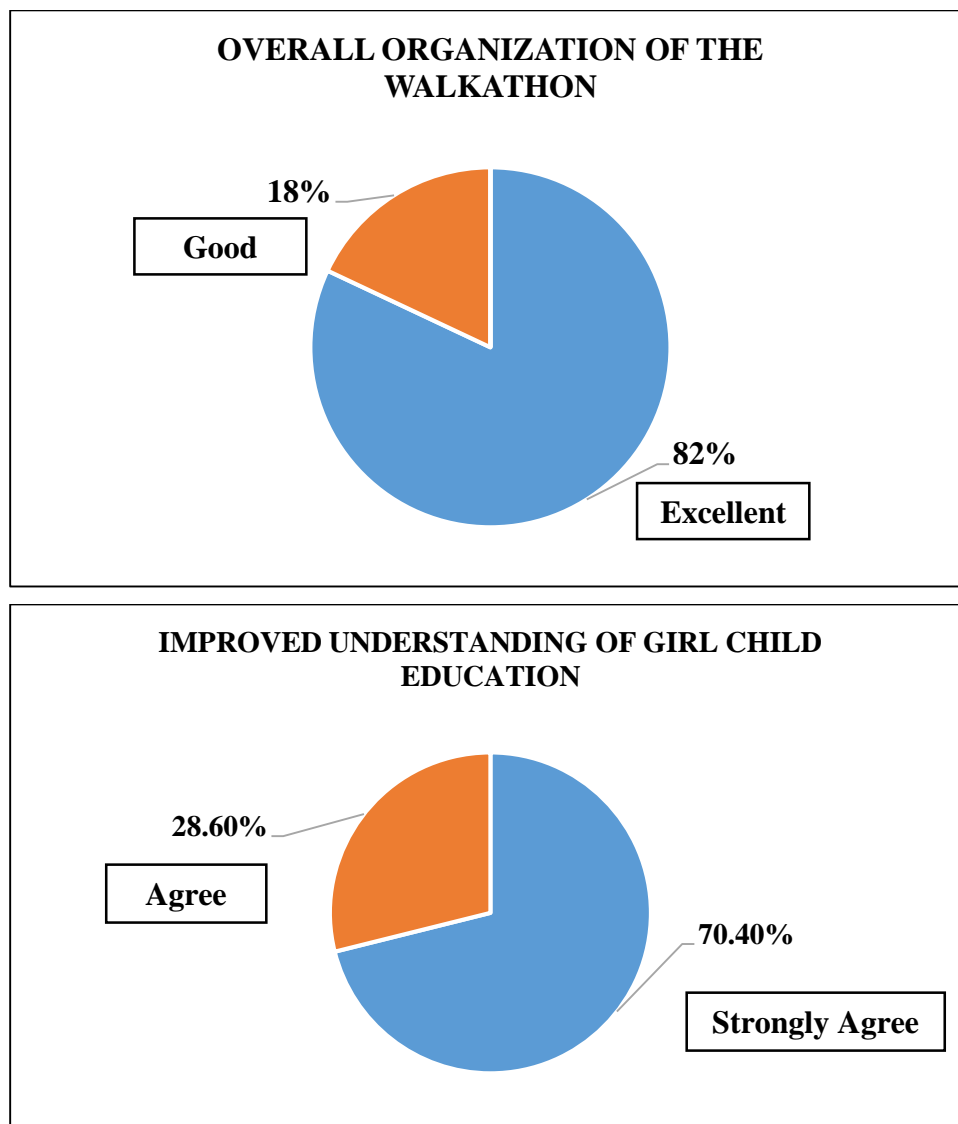 OVERALL ORGANIZATION OF THE
WALKATHON
18%
Good
82%
Excellent
IMPROVED UNDERSTANDING OF GIRL CHILD
EDUCATION
28.60%
Agree
70.40%
Strongly Agree